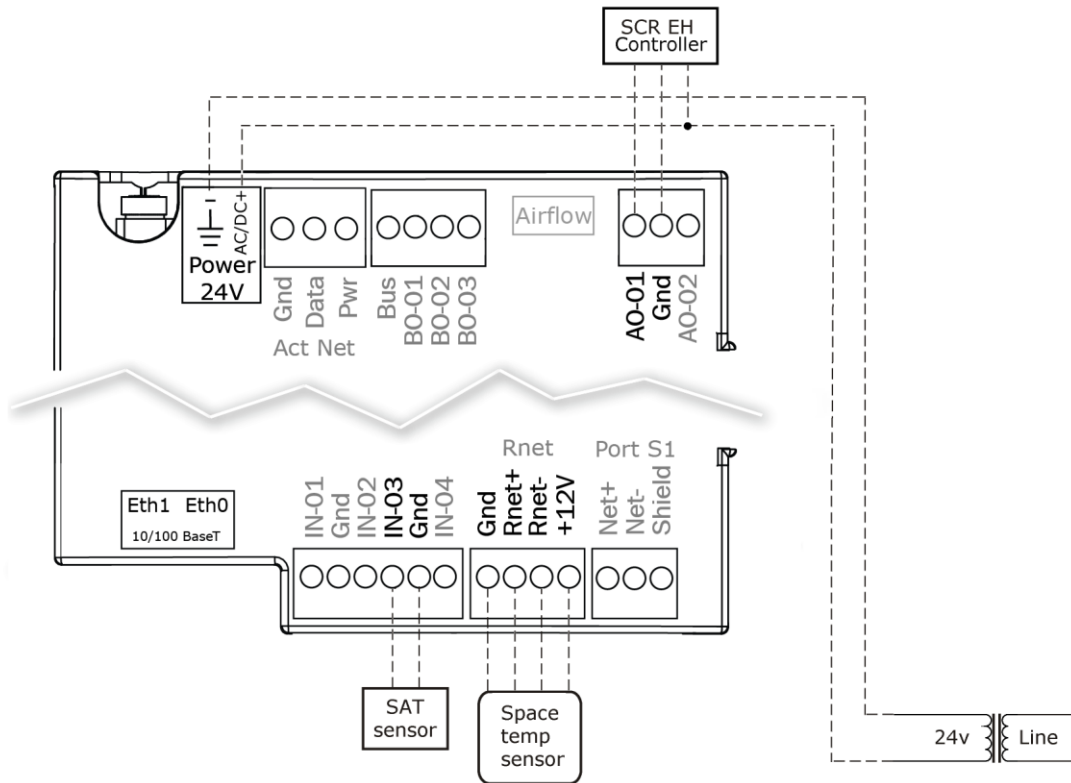 SCR EH
Controller
AC/DC+
Power
24V
Airflow
Gnd
Data
Pwr
Act Net
Bus
BO-01
BO-02
BO-03
AO-01
Gnd
AO-02
Rnet
Port S1
IN-01
Gnd
IN-02
IN-03
Gnd
IN-04
Gnd
Rnet+
Rnet-
+12V
Net+
Net-
Shield
Eth1 Eth0
10/100 BaseT
SAT
sensor
Space
temp
sensor
24v
Line